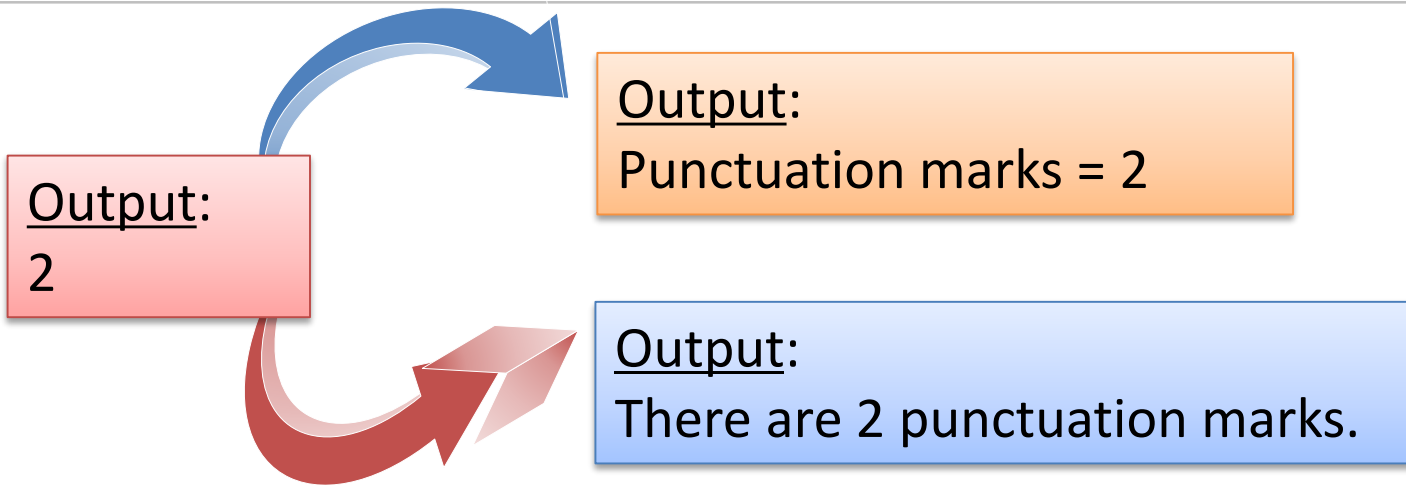 Output:
2
Output:
Punctuation marks = 2
Output:
There are 2 punctuation marks.